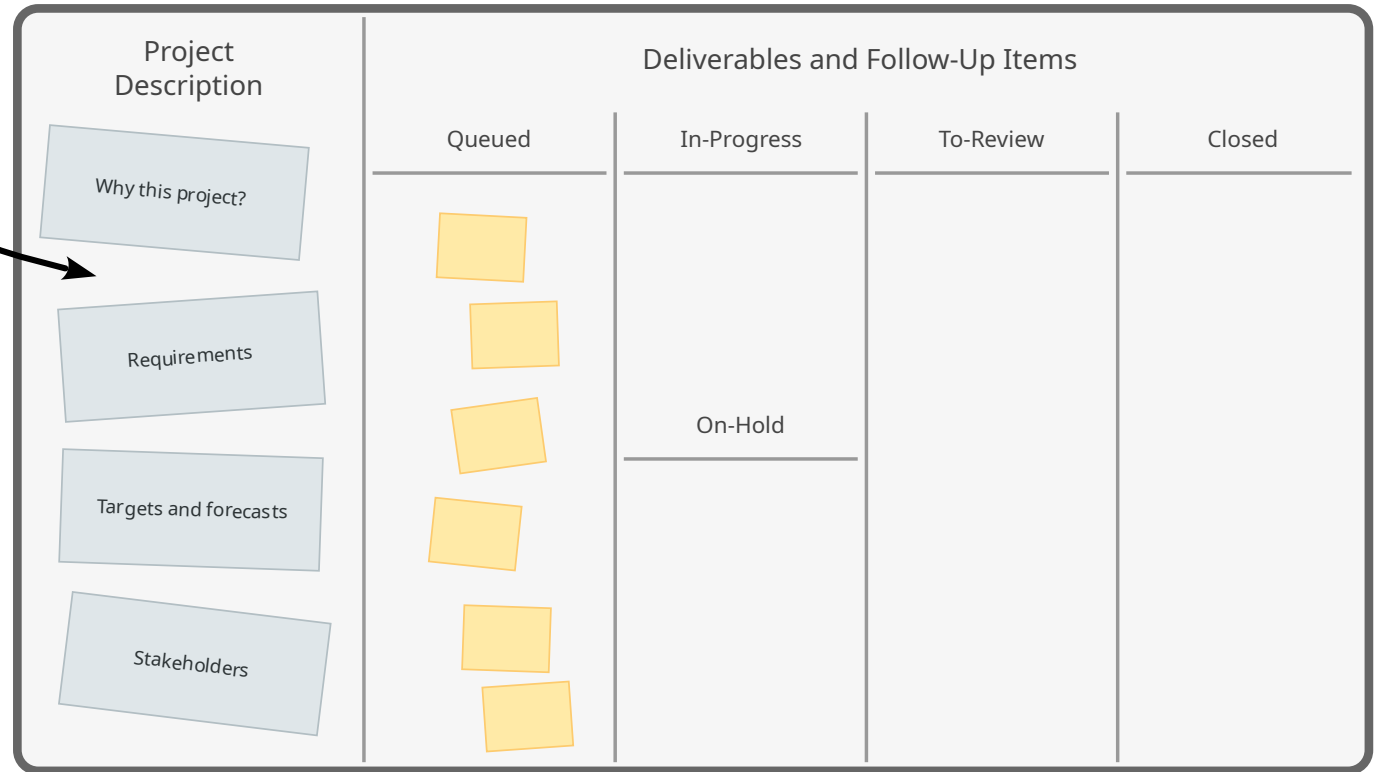 Project
Description
Deliverables and Follow-Up Items
Queued
In-Progress
To-Review
Closed
Why this project?
Requirements
Targets and forecasts
Stakeholders
On-Hold